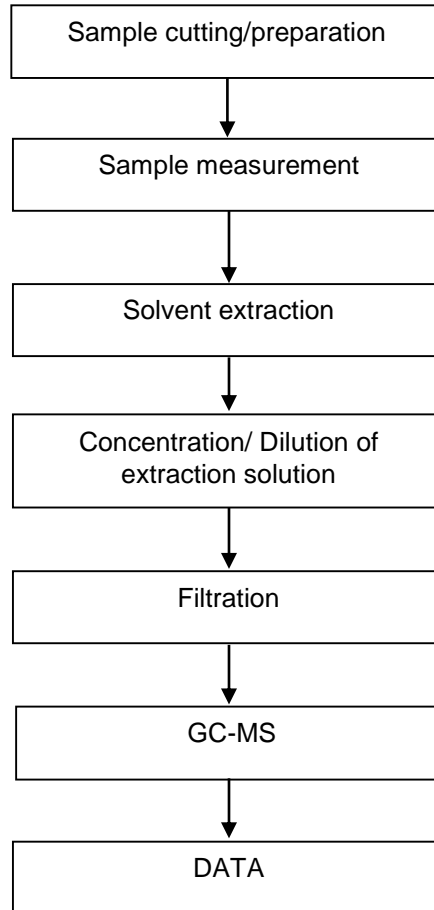 Sample cutting/preparation
Sample measurement
Solvent extraction
Concentration/ Dilution of
extraction solution
Filtration
GC-MS
DATA